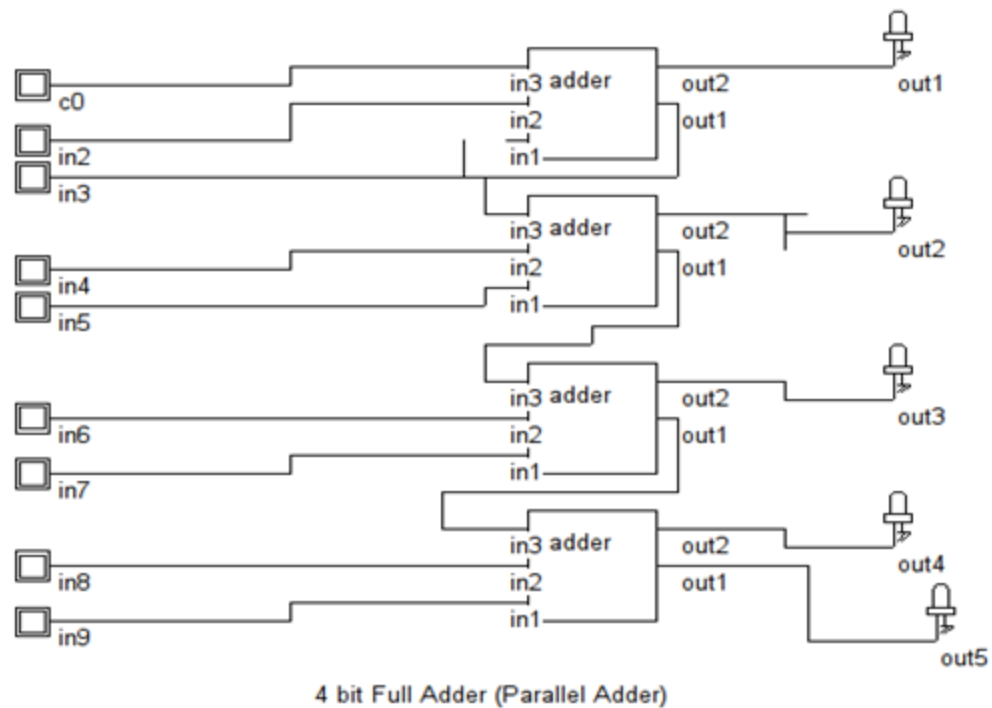 c0
in2
in3
in3 adder
in2
in1
out2
out1
out1
in4
in5
in3 adder
in2
in1
out2
out1
out2
in6
in7
in3 adder
in2
in1
out2
out1
out3
in8
in9
in3 adder
in2
in1
out2
out1
out4
out5
4 bit Full Adder (Parallel Adder)